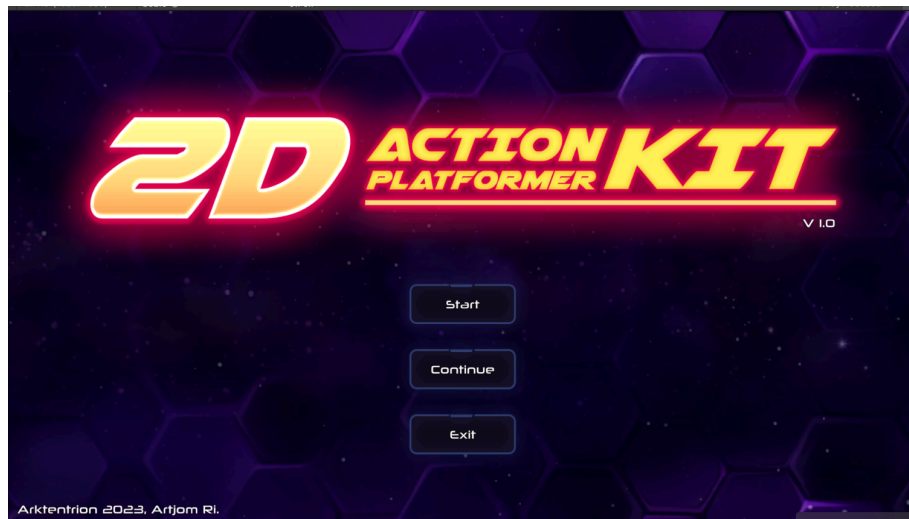 2D ACTION PLATFORMER KIT
V 1.0
Start
Continue
Exit
Arktentrion 2023, Artjom Ri.